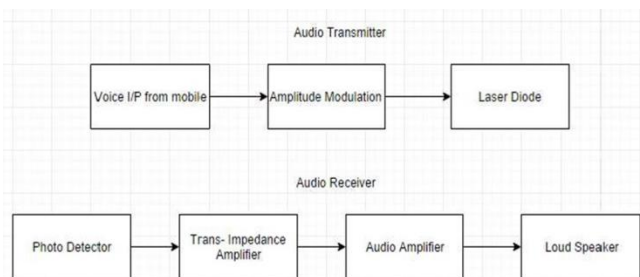 Audio Transmitter
Voice I/P from mobile
Amplitude Modulation
Laser Diode
Audio Receiver
Photo Detector
Trans- Impedance
Amplifier
Audio Amplifier
Loud Speaker